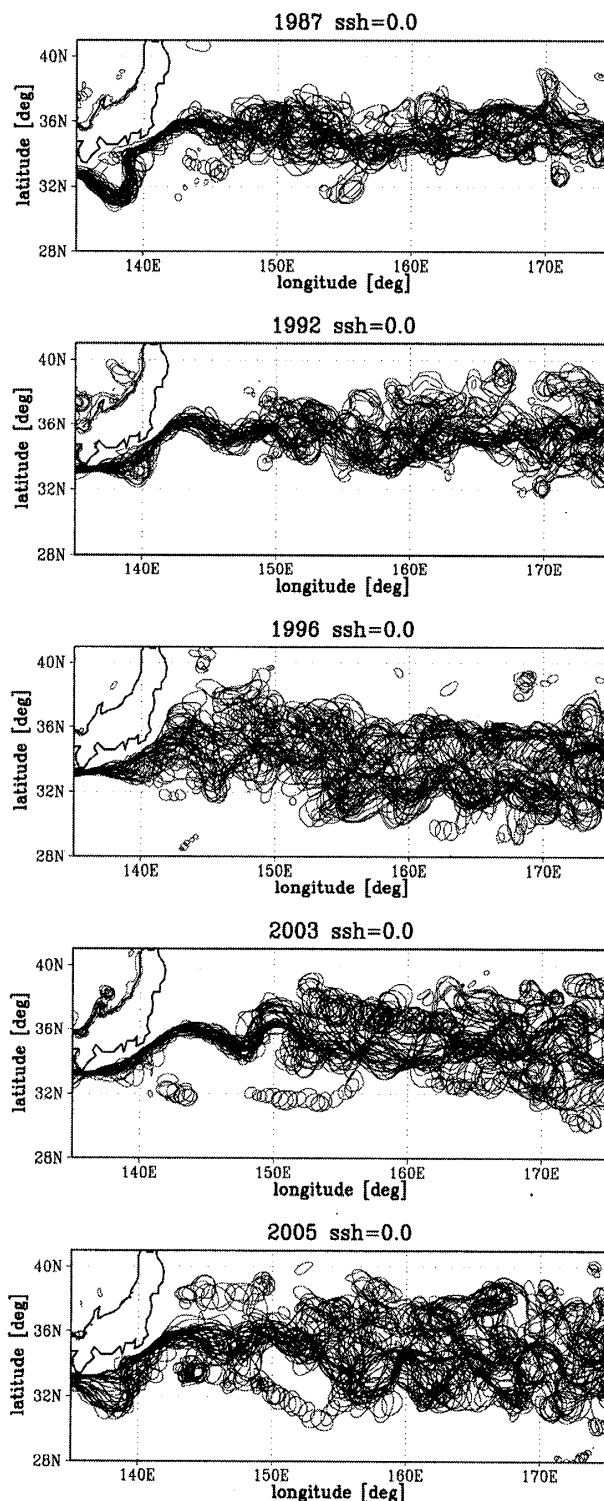 1987 ssh=0.0
40N
36N
32N
28N
latitude [deg]
140E 150E 160E 170E
longitude [deg]
1992 ssh=0.0
40N
36N
32N
28N
latitude [deg]
140E 150E 160E 170E
longitude [deg]
1996 ssh=0.0
40N
36N
32N
28N
latitude [deg]
140E 150E 160E 170E
longitude [deg]
2003 ssh=0.0
40N
36N
32N
28N
latitude [deg]
140E 150E 160E 170E
longitude [deg]
2005 ssh=0.0
40N
36N
32N
28N
latitude [deg]
140E 150E 160E 170E
longitude [deg]